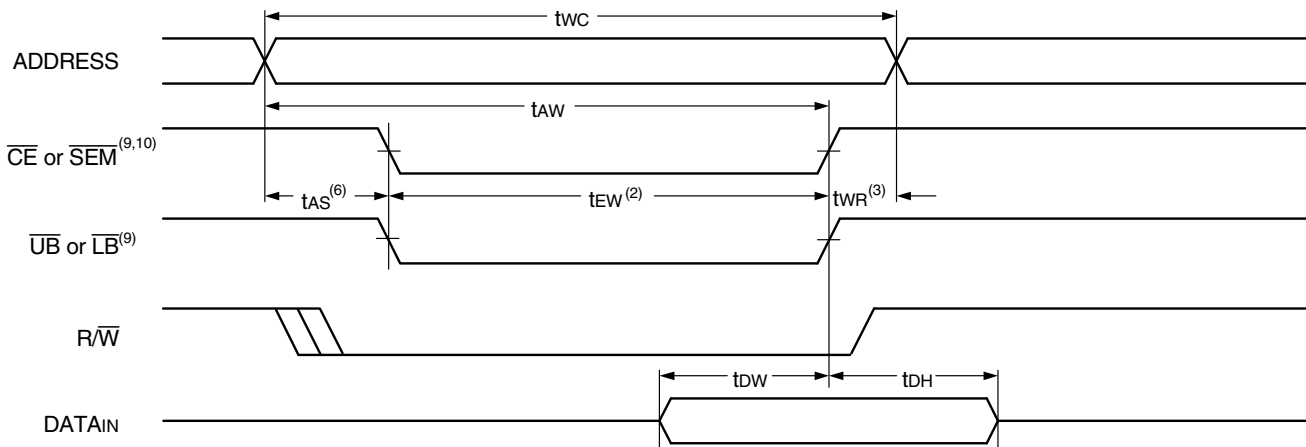 tWC
ADDRESS
tAW
CE or SEM(9,10)
tAS(6)
tEW(2)
tWR(3)
UB or LB(9)
R/W
tDW
tDH
DATAIN